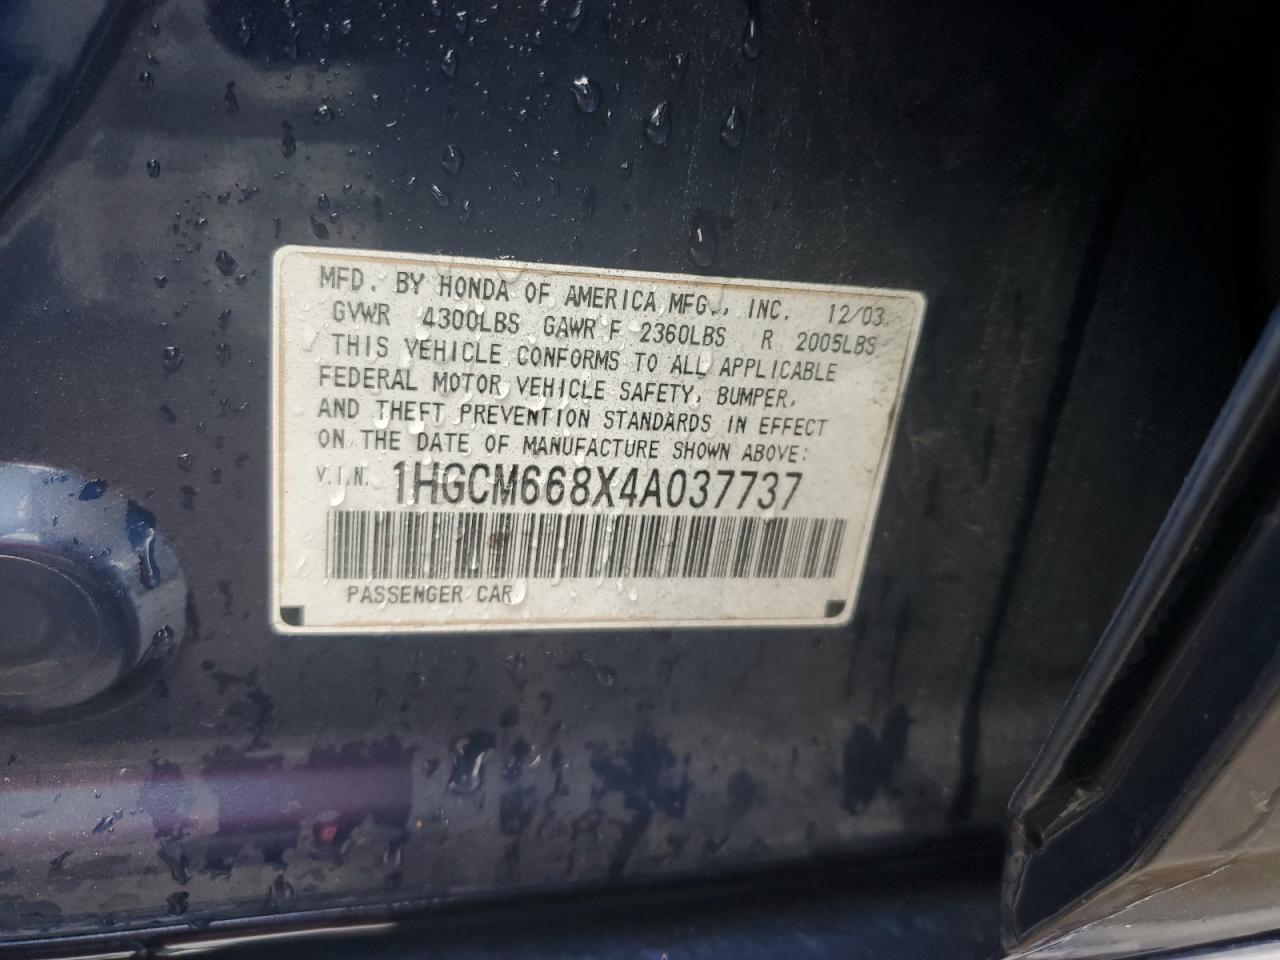 MFD. BY HONDA OF AMERICA MFG., INC. 12/03
GVWR 4300LBS GAWR F 2360LBS R 2005LBS
THIS VEHICLE CONFORMS TO ALL APPLICABLE
FEDERAL MOTOR VEHICLE SAFETY, BUMPER,
AND THEFT PREVENTION STANDARDS IN EFFECT
ON THE DATE OF MANUFACTURE SHOWN ABOVE:
V.I.N. 1HGCM668X4A037737
PASSENGER CAR